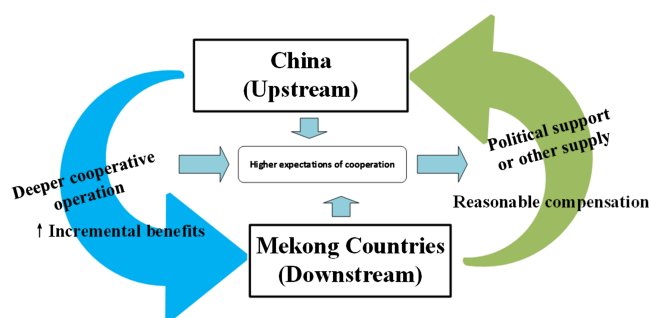 China
(Upstream)
Higher expectations of cooperation
Deeper cooperative
operation
↑ Incremental benefits
Political support
or other supply
Reasonable compensation
Mekong Countries
(Downstream)